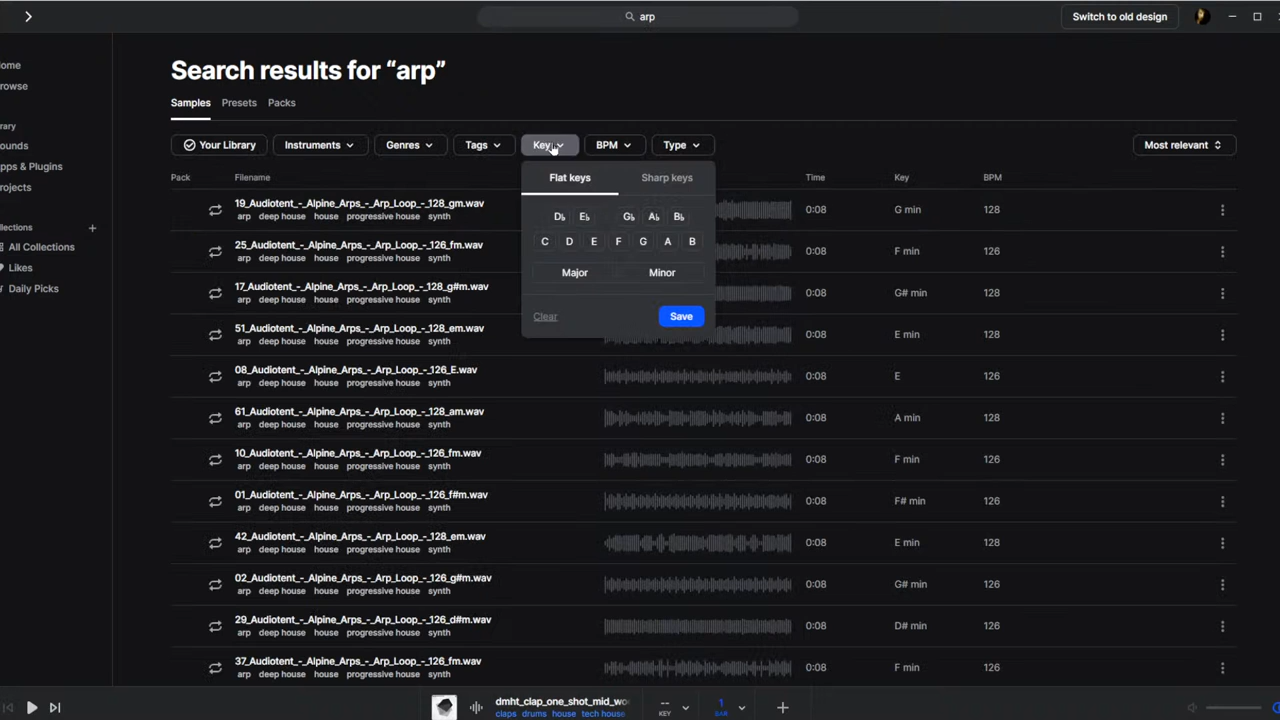 arp
Switch to old design
ome
Search results for “arp”
rowse
Samples Presets Packs
rary
ounds
Your Library Instruments Genres Tags Key BPM Type Most relevant
pps & Plugins
rojects
Pack Filename Flat keys Sharp keys Time Key BPM
D♭ E♭ G♭ A♭ B♭
C D E F G A B
Major Minor
Clear Save
llections +
All Collections
Likes
Daily Picks
19_Audiotent_-_Alpine_Arps_-_Arp_Loop_-_128_gm.wav 0:08 G min 128
arp deep house house progressive house synth
25_Audiotent_-_Alpine_Arps_-_Arp_Loop_-_126_fm.wav 0:08 F min 126
arp deep house house progressive house synth
17_Audiotent_-_Alpine_Arps_-_Arp_Loop_-_128_g#m.wav 0:08 G# min 128
arp deep house house progressive house synth
51_Audiotent_-_Alpine_Arps_-_Arp_Loop_-_128_em.wav 0:08 E min 128
arp deep house house progressive house synth
08_Audiotent_-_Alpine_Arps_-_Arp_Loop_-_126_E.wav 0:08 E 126
arp deep house house progressive house synth
61_Audiotent_-_Alpine_Arps_-_Arp_Loop_-_128_am.wav 0:08 A min 128
arp deep house house progressive house synth
10_Audiotent_-_Alpine_Arps_-_Arp_Loop_-_126_fm.wav 0:08 F min 126
arp deep house house progressive house synth
01_Audiotent_-_Alpine_Arps_-_Arp_Loop_-_126_f#m.wav 0:08 F# min 126
arp deep house house progressive house synth
42_Audiotent_-_Alpine_Arps_-_Arp_Loop_-_128_em.wav 0:08 E min 128
arp deep house house progressive house synth
02_Audiotent_-_Alpine_Arps_-_Arp_Loop_-_126_g#m.wav 0:08 G# min 126
arp deep house house progressive house synth
29_Audiotent_-_Alpine_Arps_-_Arp_Loop_-_126_d#m.wav 0:08 D# min 126
arp deep house house progressive house synth
37_Audiotent_-_Alpine_Arps_-_Arp_Loop_-_126_fm.wav 0:08 F min 126
arp deep house house progressive house synth
dmht_clap_one_shot_mid_wo -- 1 +
claps drums house tech house KEY BAR